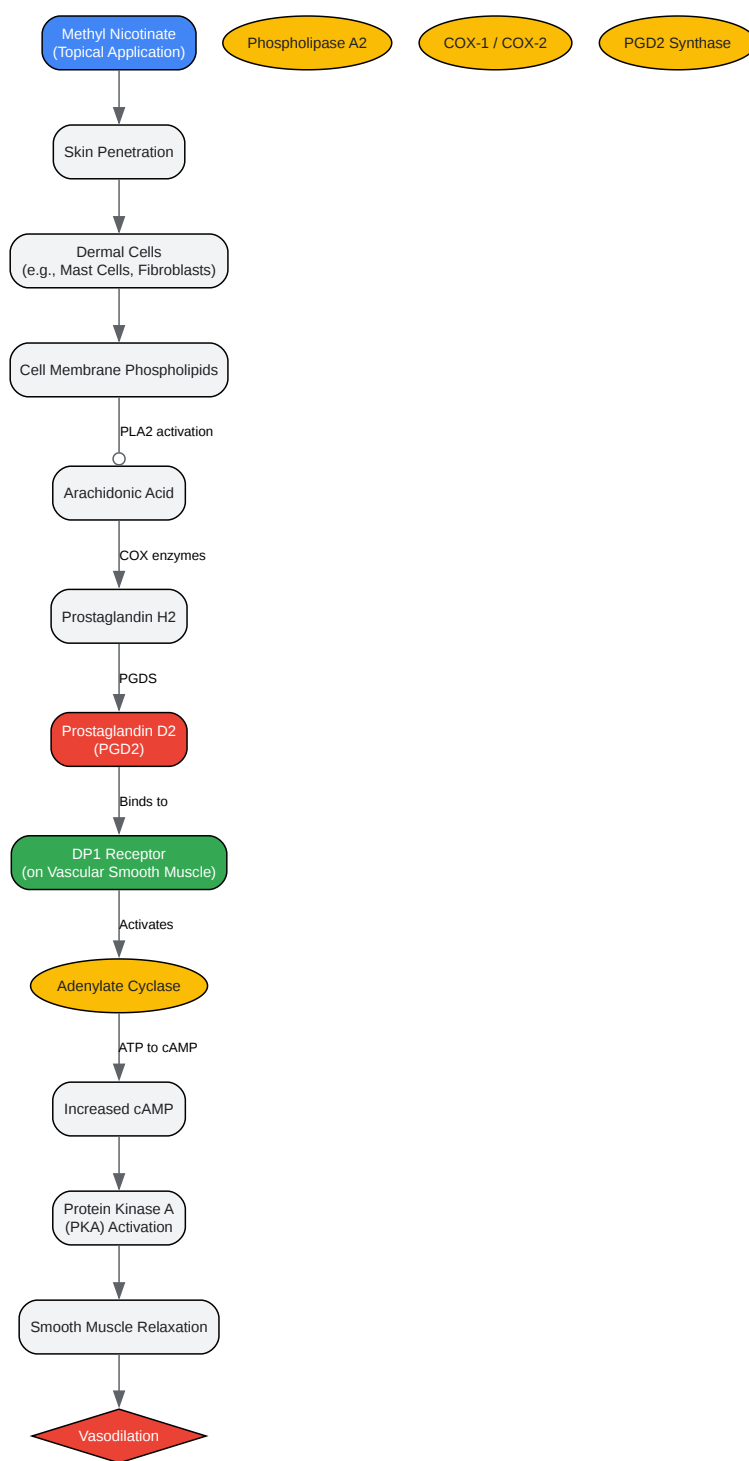 Methyl Nicotinate
(Topical Application)
Phospholipase A2
COX-1 / COX-2
PGD2 Synthase
Skin Penetration
Dermal Cells
(e.g., Mast Cells, Fibroblasts)
Cell Membrane Phospholipids
PLA2 activation
Arachidonic Acid
COX enzymes
Prostaglandin H2
PGDS
Prostaglandin D2
(PGD2)
Binds to
DP1 Receptor
(on Vascular Smooth Muscle)
Activates
Adenylate Cyclase
ATP to cAMP
Increased cAMP
Protein Kinase A
(PKA) Activation
Smooth Muscle Relaxation
Vasodilation